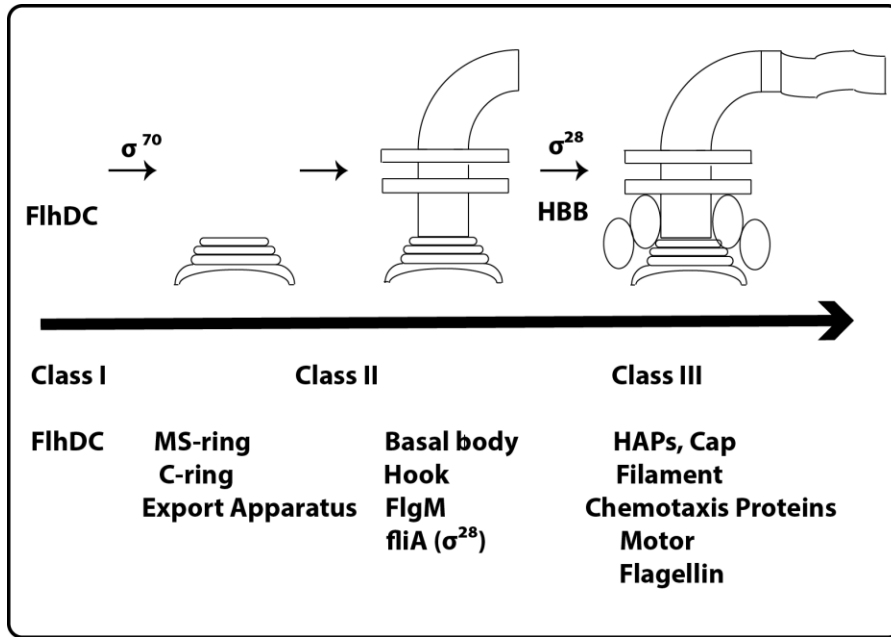 σ 70
σ28
FlhDC
HBB
Class I
Class II
Class III
FlhDC
MS-ring
C-ring
Export Apparatus
Basal body
Hook
FlgM
fliA (σ28)
HAPs, Cap
Filament
Chemotaxis Proteins
Motor
Flagellin